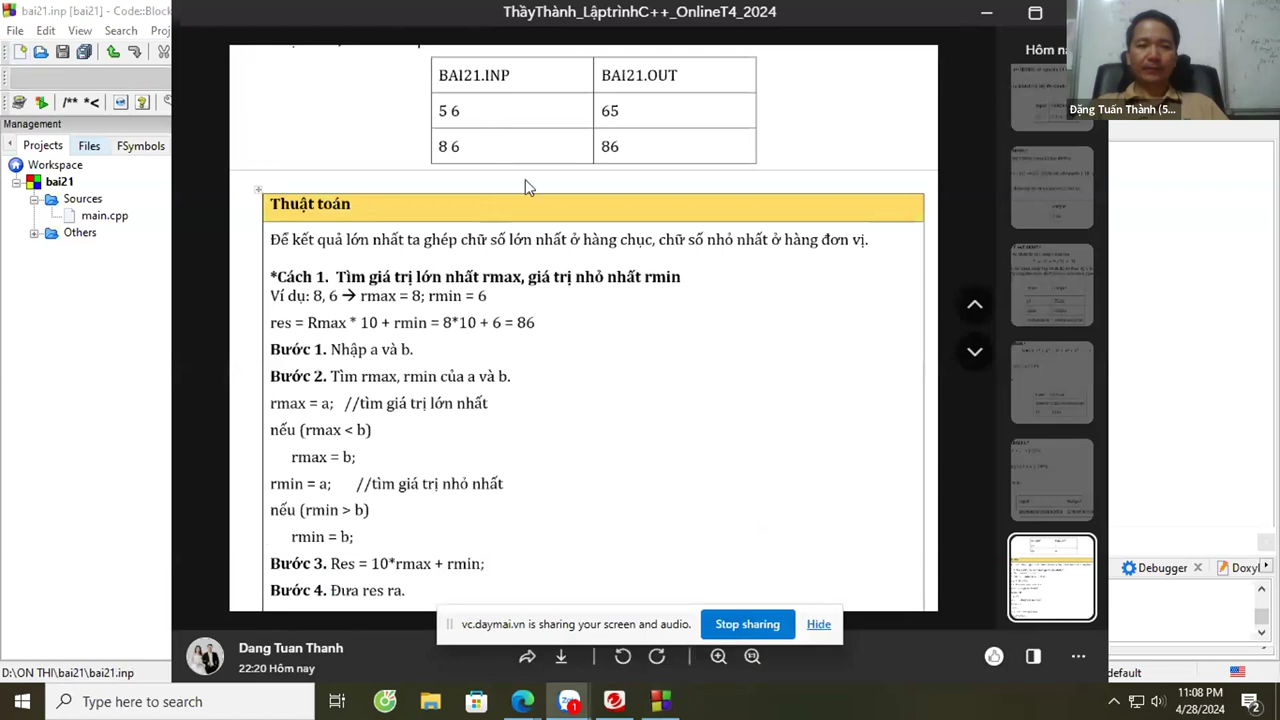 bai21.inp [bai21] - Code::Block
ThầyThành_LậptrìnhC++_OnlineT4_2024
File Edit View Search Proj
Management
Projects Files FSymbols
Workspace
bai21
Sources
main.cpp
Others
BAI21.INP BAI21.OUT
5 6 65
8 6 86
Thuật toán
Để kết quả lớn nhất ta ghép chữ số lớn nhất ở hàng chục, chữ số nhỏ nhất ở hàng đơn vị.
*Cách 1. Tìm giá trị lớn nhất rmax, giá trị nhỏ nhất rmin
Ví dụ: 8, 6 → rmax = 8; rmin = 6
res = Rmax * 10 + rmin = 8*10 + 6 = 86
Bước 1. Nhập a và b.
Bước 2. Tìm rmax, rmin của a và b.
rmax = a; //tìm giá trị lớn nhất
nếu (rmax < b)
rmax = b;
rmin = a; //tìm giá trị nhỏ nhất
nếu (rmin > b)
rmin = b;
Bước 3. Res = 10*rmax + rmin;
Bước 4. Đưa res ra.
Hôm n
Đặng Tuấn Thành (5...
Debugger Doxyl
vc.daymai.vn is sharing your screen and audio. Stop sharing Hide
Dang Tuan Thanh
22:20 Hôm nay
D:\ON THI\bai21\bai21.inp
default
Type here to search
11:08 PM
4/28/2024